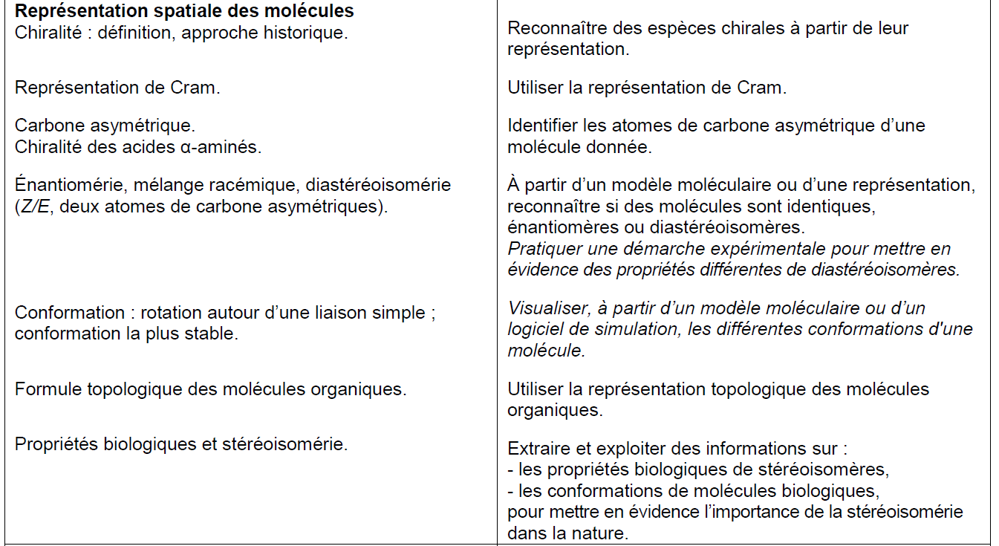 Représentation spatiale des molécules
Chiralité : définition, approche historique.
Reconnaître des espèces chirales à partir de leur
représentation.
Représentation de Cram.
Utiliser la représentation de Cram.
Carbone asymétrique.
Chiralité des acides α-aminés.
Identifier les atomes de carbone asymétrique d’une
molécule donnée.
Énantiomérie, mélange racémique, diastéréoisomérie
(Z/E, deux atomes de carbone asymétriques).
À partir d’un modèle moléculaire ou d’une représentation,
reconnaître si des molécules sont identiques,
énantiomères ou diastéréoisomères.
Pratiquer une démarche expérimentale pour mettre en
évidence des propriétés différentes de diastéréoisomères.
Conformation : rotation autour d’une liaison simple ;
conformation la plus stable.
Visualiser, à partir d’un modèle moléculaire ou d’un
logiciel de simulation, les différentes conformations d'une
molécule.
Formule topologique des molécules organiques.
Utiliser la représentation topologique des molécules
organiques.
Propriétés biologiques et stéréoisomérie.
Extraire et exploiter des informations sur :
- les propriétés biologiques de stéréoisomères,
- les conformations de molécules biologiques,
pour mettre en évidence l’importance de la stéréoisomérie
dans la nature.